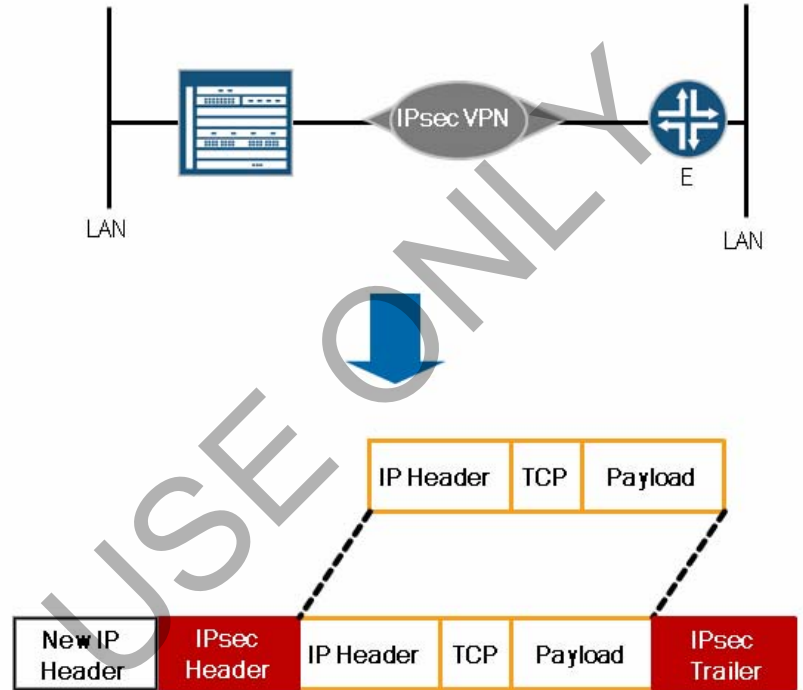 IPsec VPN
E
LAN
LAN
IP Header TCP Payload
New IP
Header
IPsec
Header
IP Header TCP Payload
IPsec
Trailer
USE ONLY